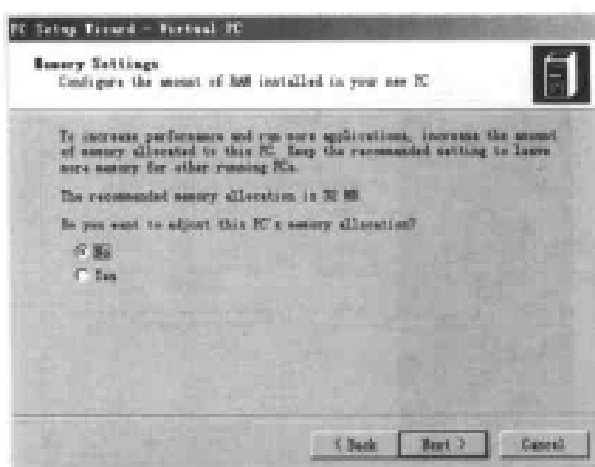 PC Setup Wizard - Virtual PC
Memory Settings
Configure the amount of RAM installed in your new PC
To increase performance and run more applications, increase the amount
of memory allocated to this PC. Keep the recommended setting to leave
more memory for other running PCs.
The recommended memory allocation is 32 MB.
Do you want to adjust this PC's memory allocation?
No
Yes
< Back
Next >
Cancel